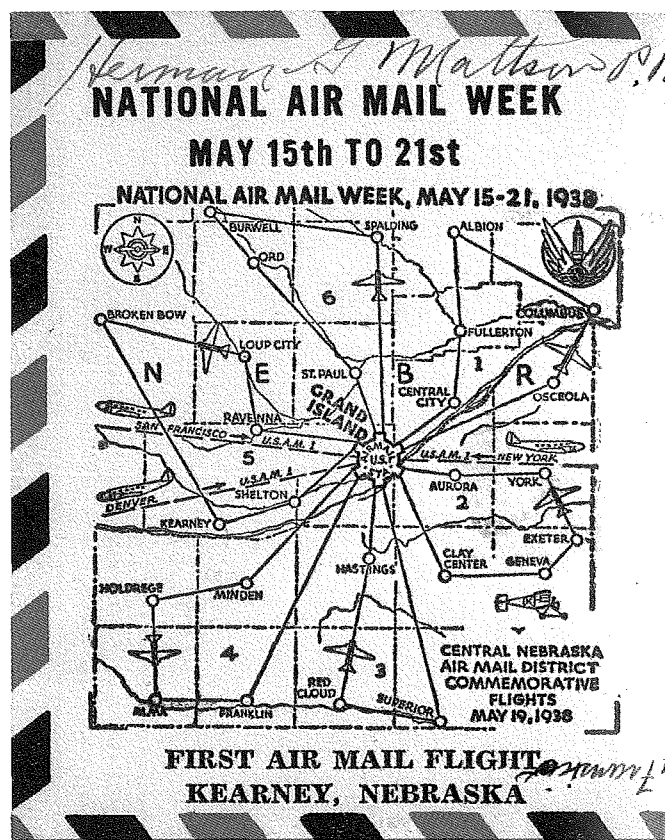 Herman G Mattson P.
NATIONAL AIR MAIL WEEK
MAY 15th TO 21st
NATIONAL AIR MAIL WEEK, MAY 15-21, 1938
N
W E
S
BURWELL
SPALDING
ALBION
ORD
6
BROKEN BOW
COLUMBUS
FULLERTON
LOUP CITY
N E B R
1
ST. PAUL
GRAND ISLAND
CENTRAL CITY
OSCEOLA
RAVENNA
SAN FRANCISCO U.S.A.M. 1
U.S.A.M. 1 NEW YORK
5
DENVER U.S.A.M. 1
SHELTON
AURORA
YORK
2
KEARNEY
EXETER
HASTINGS
CLAY CENTER
GENEVA
HOLDREGE
MINDEN
4
3
CENTRAL NEBRASKA
AIR MAIL DISTRICT
COMMEMORATIVE
FLIGHTS
MAY 19, 1938
RED CLOUD
SUPERIOR
ALMA
FRANKLIN
FIRST AIR MAIL FLIGHT
KEARNEY, NEBRASKA